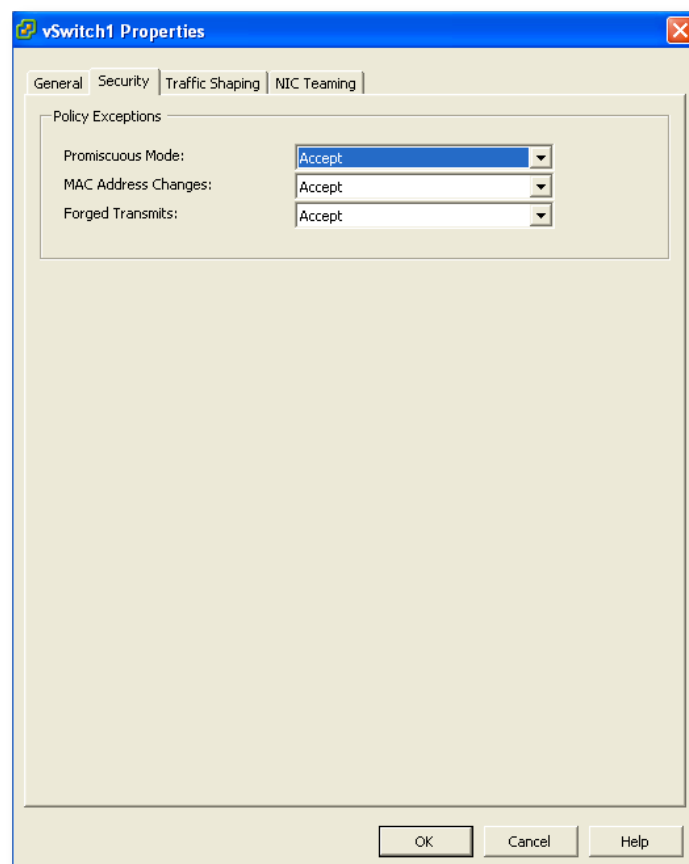 vSwitch1 Properties
General Security Traffic Shaping NIC Teaming
Policy Exceptions
Promiscuous Mode: Accept
MAC Address Changes: Accept
Forged Transmits: Accept
OK Cancel Help